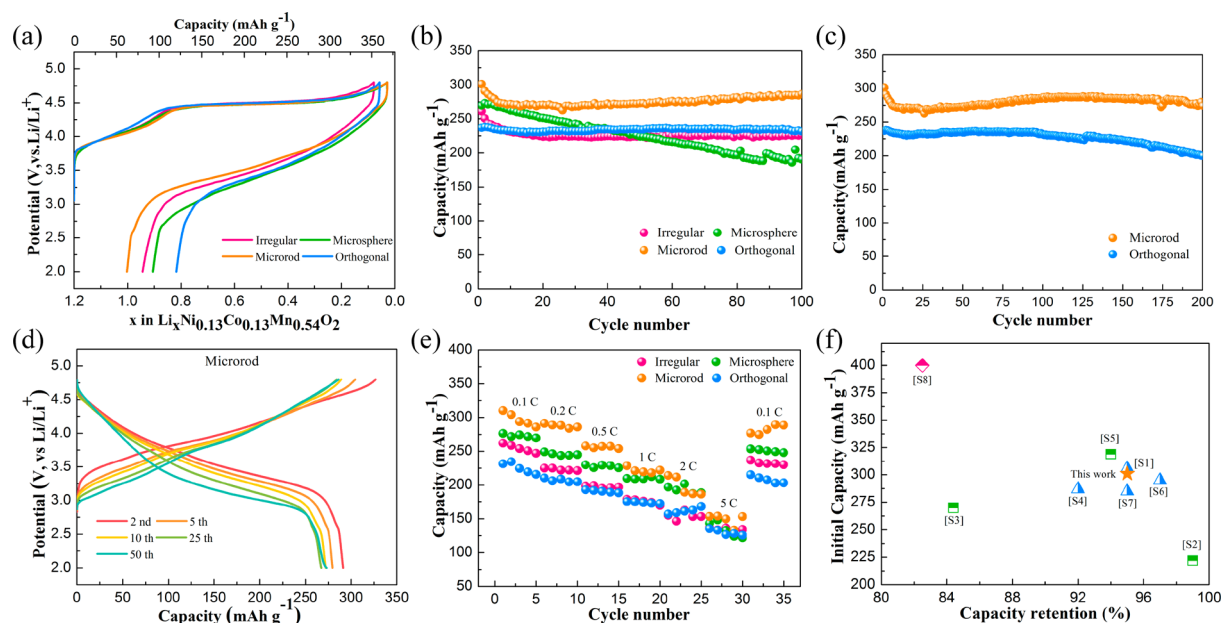 (a)
Capacity (mAh g⁻¹)
0 50 100 150 200 250 300 350
5.0
4.5
4.0
3.5
3.0
2.5
2.0
Potential (V, vs.Li/Li⁺)
Irregular
Microsphere
Microrod
Orthogonal
1.2 1.0 0.8 0.6 0.4 0.2 0.0
x in LiₓNi₀.₁₃Co₀.₁₃Mn₀.₅₄O₂
(b)
350
300
250
200
150
100
50
0
Capacity(mAh g⁻¹)
Irregular
Microsphere
Microrod
Orthogonal
0 20 40 60 80 100
Cycle number
(c)
350
300
250
200
150
100
50
0
Capacity(mAh g⁻¹)
Microrod
Orthogonal
0 25 50 75 100 125 150 175 200
Cycle number
(d)
Microrod
5.0
4.5
4.0
3.5
3.0
2.5
2.0
Potential (V, vs Li/Li⁺)
2 nd
5 th
10 th
25 th
50 th
0 50 100 150 200 250 300 350
Capacity (mAh g⁻¹)
(e)
400
350
300
250
200
150
100
50
Capacity (mAh g⁻¹)
Irregular
Microsphere
Microrod
Orthogonal
0.1 C
0.2 C
0.5 C
1 C
2 C
5 C
0.1 C
0 5 10 15 20 25 30 35
Cycle number
(f)
400
375
350
325
300
275
250
225
200
Initial Capacity (mAh g⁻¹)
[S8]
[S5]
[S1]
This work
[S6]
[S4]
[S7]
[S3]
[S2]
80 84 88 92 96 100
Capacity retention (%)